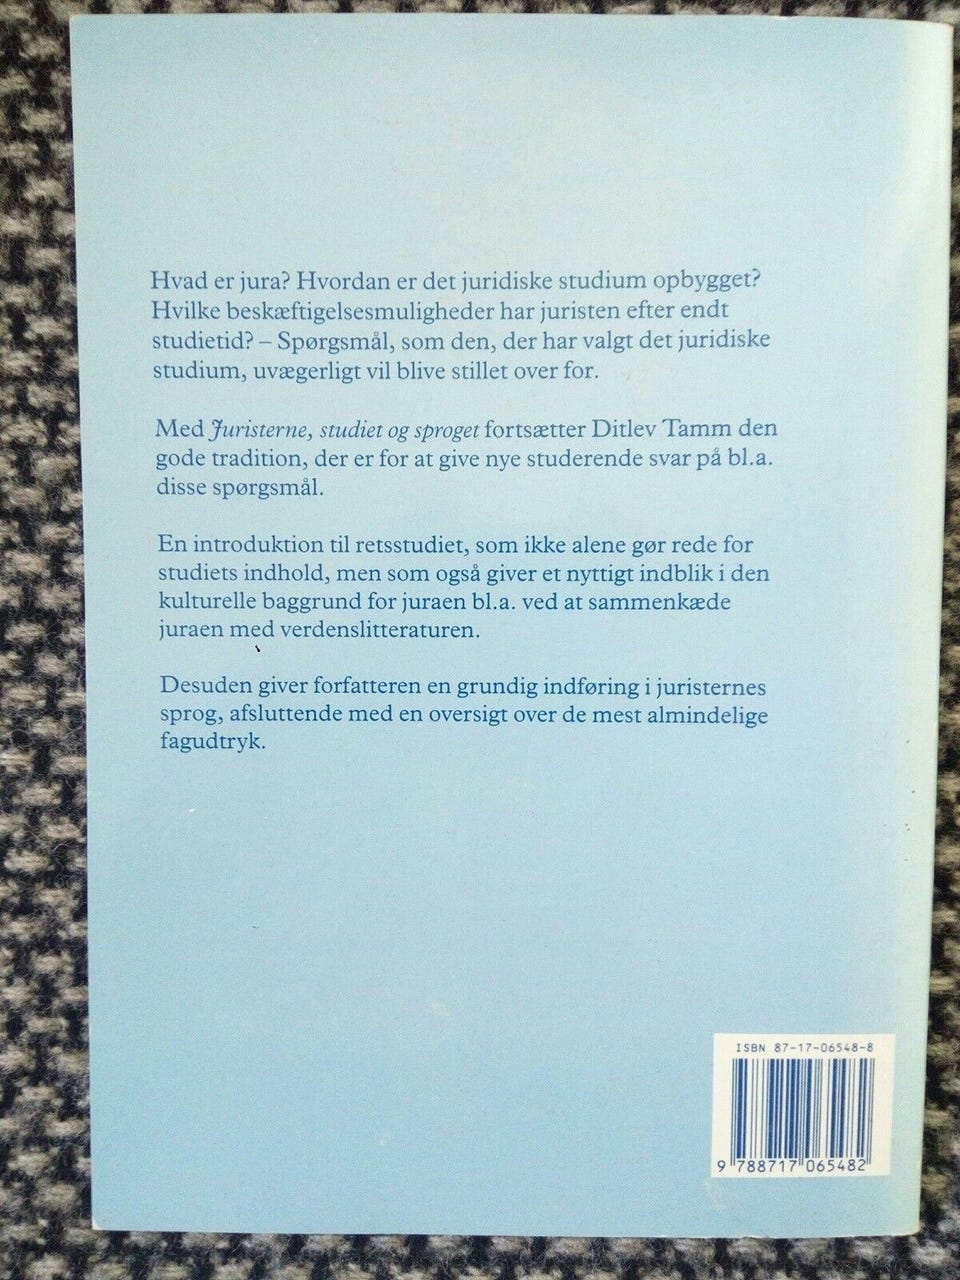 Hvad er jura? Hvordan er det juridiske studium opbygget?
Hvilke beskæftigelsesmuligheder har juristen efter endt
studietid? – Spørgsmål, som den, der har valgt det juridiske
studium, uvægerligt vil blive stillet over for.
Med Juristerne, studiet og sproget fortsætter Ditlev Tamm den
gode tradition, der er for at give nye studerende svar på bl.a.
disse spørgsmål.
En introduktion til retsstudiet, som ikke alene gør rede for
studiets indhold, men som også giver et nyttigt indblik i den
kulturelle baggrund for juraen bl.a. ved at sammenkæde
juraen med verdenslitteraturen.
Desuden giver forfatteren en grundig indføring i juristernes
sprog, afsluttende med en oversigt over de mest almindelige
fagudtryk.
ISBN 87-17-06548-8
9 788717 065482